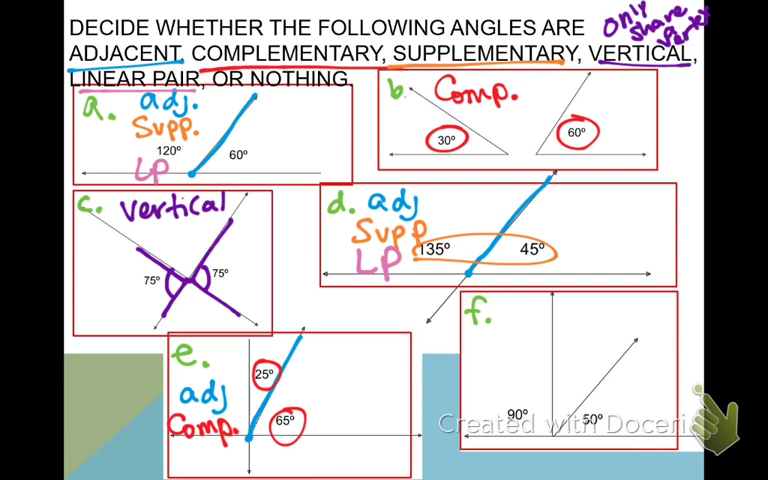 DECIDE WHETHER THE FOLLOWING ANGLES ARE
ADJACENT, COMPLEMENTARY, SUPPLEMENTARY, VERTICAL,
LINEAR PAIR, OR NOTHING.
only
share
vertex
a.
adj.
Supp.
LP
120º
60º
b.
Comp.
30º
60º
c.
vertical
75º
75º
d.
adj
Supp
LP
135º
45º
e.
adj
Comp.
25º
65º
f.
90º
50º
Created with Doceri